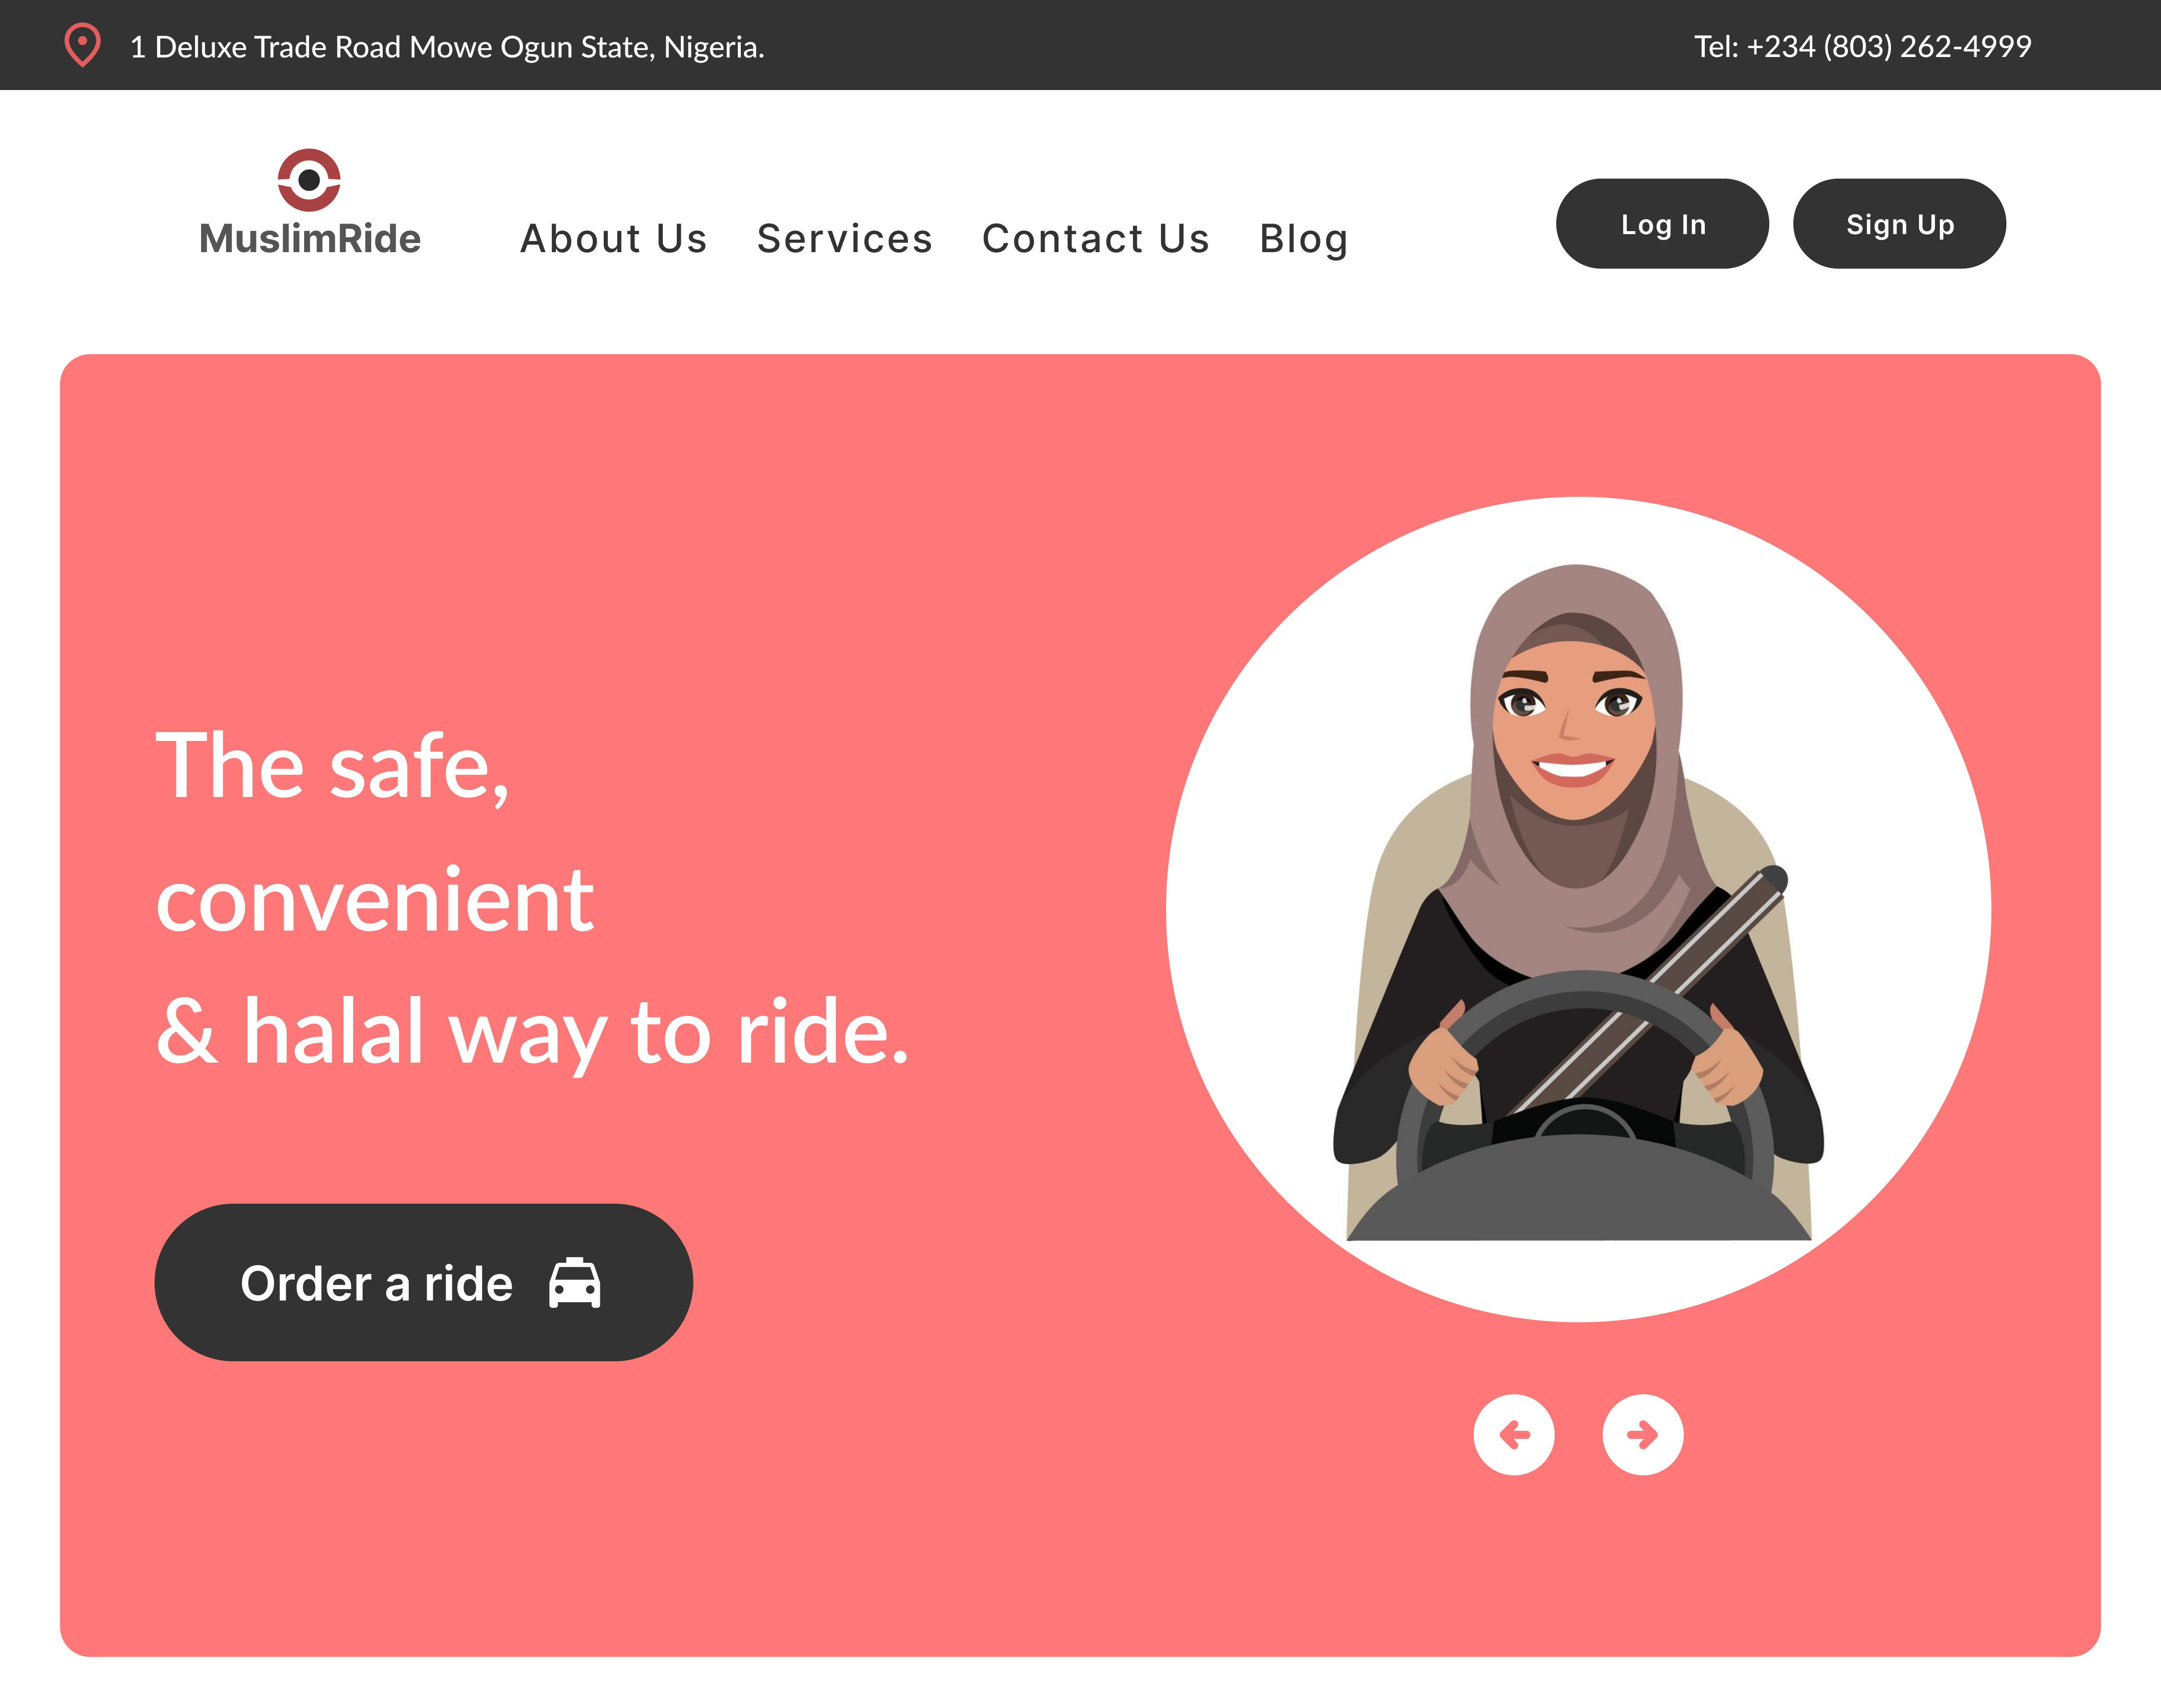 1 Deluxe Trade Road Mowe Ogun State, Nigeria.
Tel: +234 (803) 262-4999
MuslimRide
About Us
Services
Contact Us
Blog
Log In
Sign Up
The safe,
convenient
& halal way to ride.
Order a ride